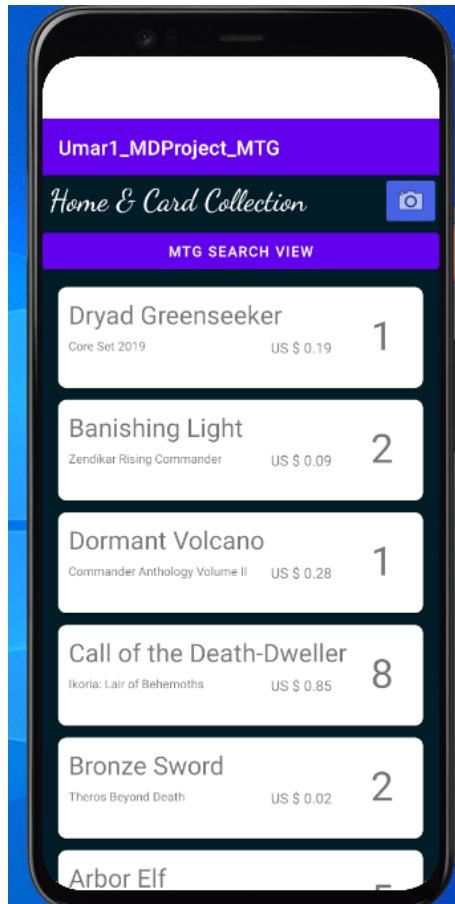 Umar1_MDProject_MTG
Home & Card Collection
MTG SEARCH VIEW
Dryad Greenseeker
Core Set 2019 US $ 0.19 1
Banishing Light
Zendikar Rising Commander US $ 0.09 2
Dormant Volcano
Commander Anthology Volume II US $ 0.28 1
Call of the Death-Dweller
Ikoria: Lair of Behemoths US $ 0.85 8
Bronze Sword
Theros Beyond Death US $ 0.02 2
Arbor Elf